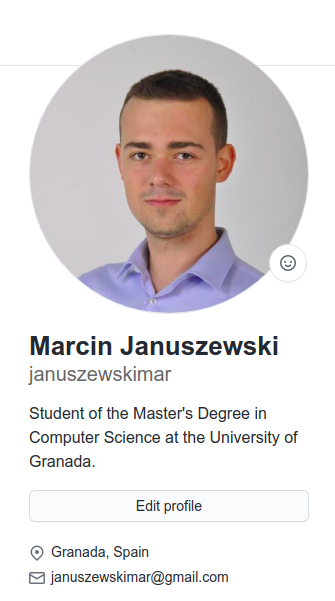 Marcin Januszewski
januszewskimar
Student of the Master's Degree in
Computer Science at the University of
Granada.
Edit profile
Granada, Spain
januszewskimar@gmail.com